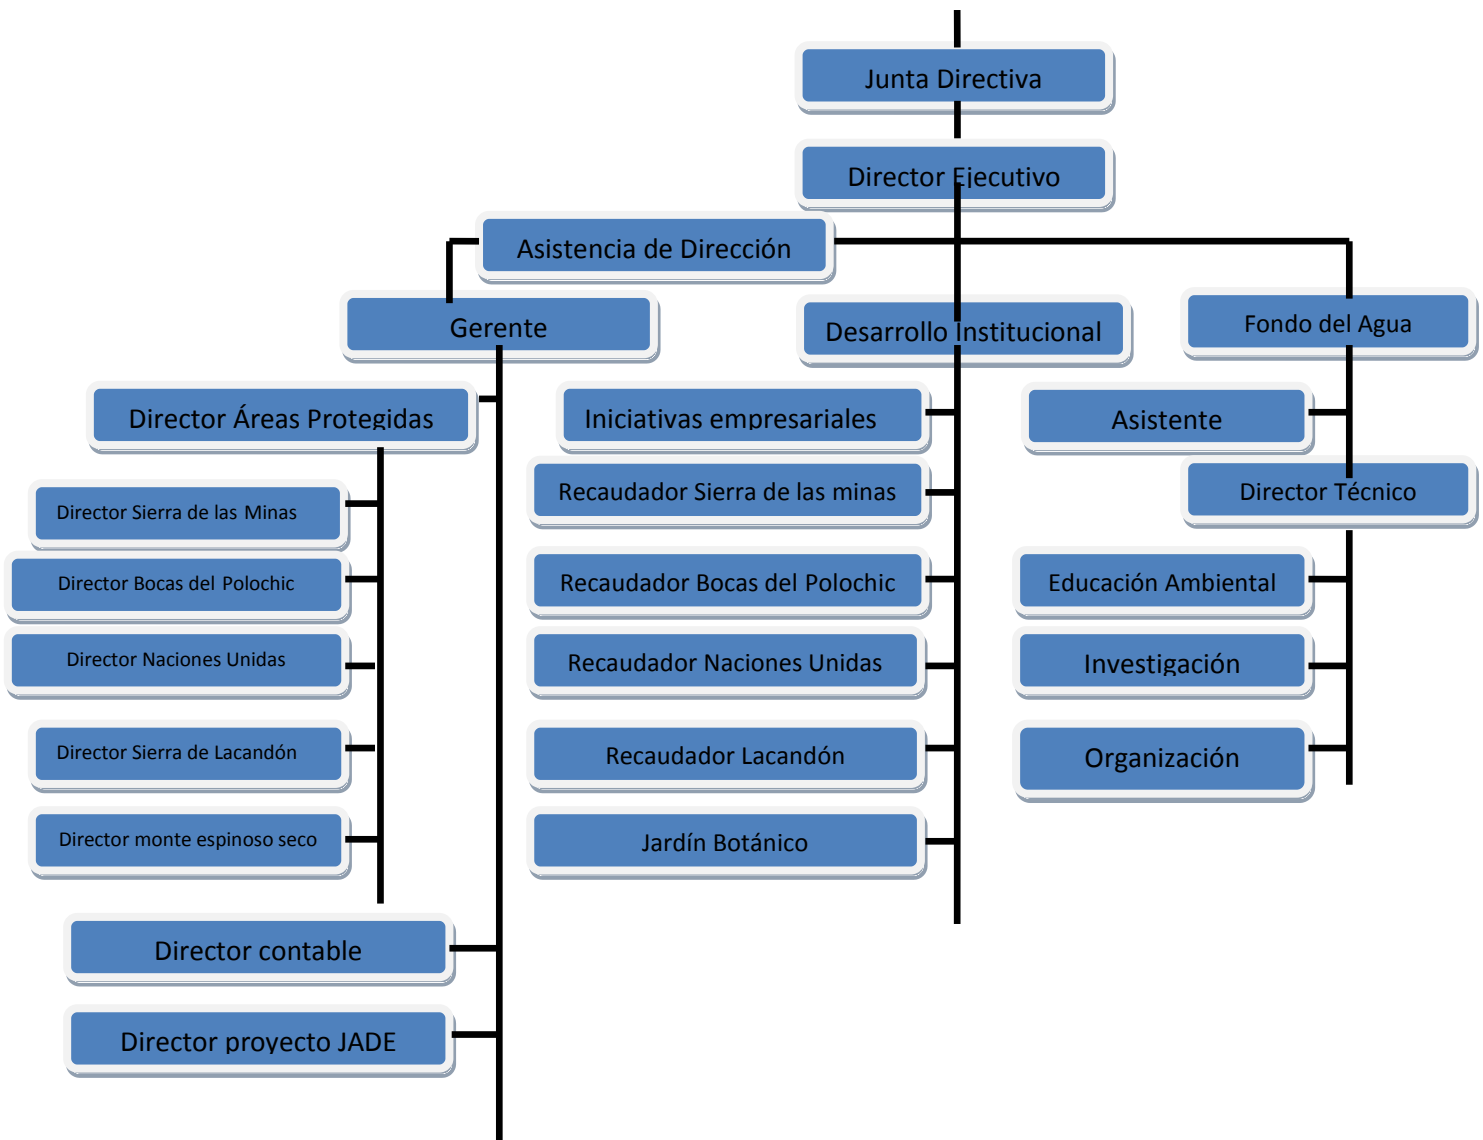 Junta Directiva
Director Ejecutivo
Asistencia de Dirección
Gerente
Desarrollo Institucional
Fondo del Agua
Director Áreas Protegidas
Iniciativas empresariales
Asistente
Director Sierra de las Minas
Recaudador Sierra de las minas
Director Técnico
Director Bocas del Polochic
Recaudador Bocas del Polochic
Educación Ambiental
Director Naciones Unidas
Recaudador Naciones Unidas
Investigación
Director Sierra de Lacandón
Recaudador Lacandón
Organización
Director monte espinoso seco
Jardín Botánico
Director contable
Director proyecto JADE